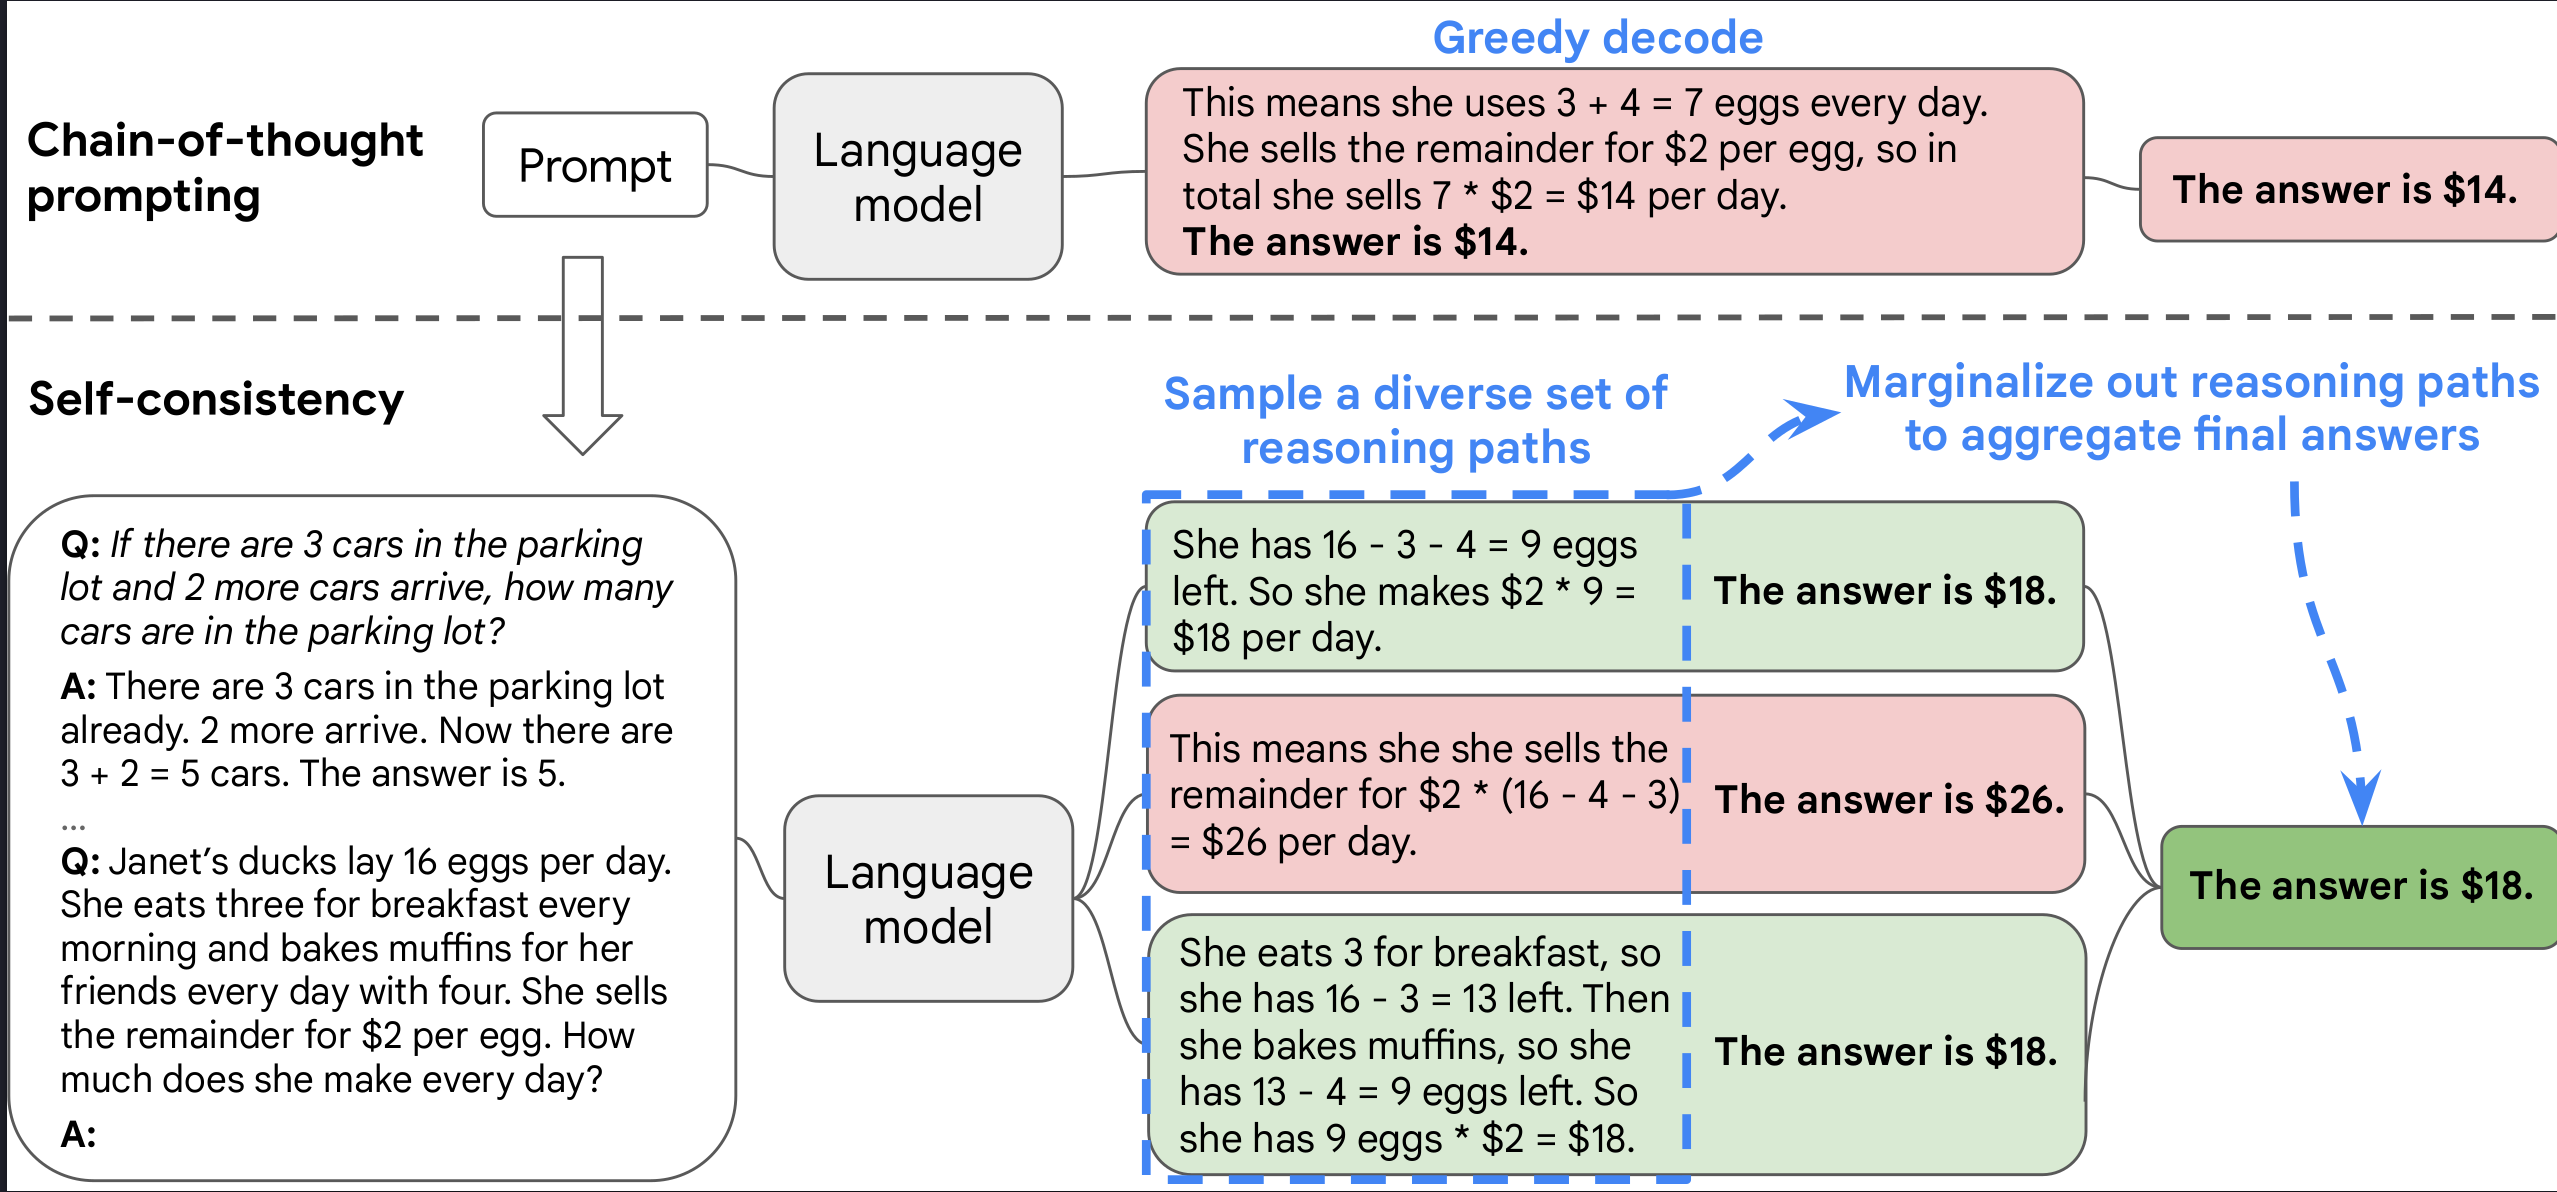 Greedy decode
Chain-of-thought
prompting
Prompt
Language
model
This means she uses 3 + 4 = 7 eggs every day.
She sells the remainder for $2 per egg, so in
total she sells 7 * $2 = $14 per day.
The answer is $14.
The answer is $14.
Self-consistency
Sample a diverse set of
reasoning paths
Marginalize out reasoning paths
to aggregate final answers
Q: If there are 3 cars in the parking
lot and 2 more cars arrive, how many
cars are in the parking lot?
A: There are 3 cars in the parking lot
already. 2 more arrive. Now there are
3 + 2 = 5 cars. The answer is 5.
...
Q: Janet’s ducks lay 16 eggs per day.
She eats three for breakfast every
morning and bakes muffins for her
friends every day with four. She sells
the remainder for $2 per egg. How
much does she make every day?
A:
Language
model
She has 16 - 3 - 4 = 9 eggs
left. So she makes $2 * 9 =
$18 per day.
The answer is $18.
This means she she sells the
remainder for $2 * (16 - 4 - 3)
= $26 per day.
The answer is $26.
She eats 3 for breakfast, so
she has 16 - 3 = 13 left. Then
she bakes muffins, so she
has 13 - 4 = 9 eggs left. So
she has 9 eggs * $2 = $18.
The answer is $18.
The answer is $18.